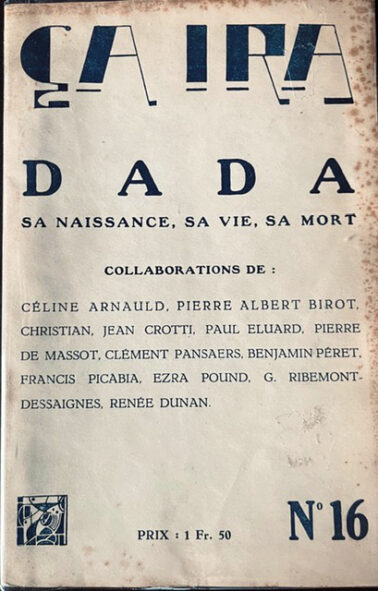 ÇA IRA
DADA
SA NAISSANCE, SA VIE, SA MORT
COLLABORATIONS DE :
CÉLINE ARNAULD, PIERRE ALBERT BIROT,
CHRISTIAN, JEAN CROTTI, PAUL ELUARD, PIERRE
DE MASSOT, CLÉMENT PANSAERS, BENJAMIN PÉRET,
FRANCIS PICABIA, EZRA POUND, G. RIBEMONT-
DESSAIGNES, RENÉE DUNAN.
PRIX : 1 Fr. 50
N° 16